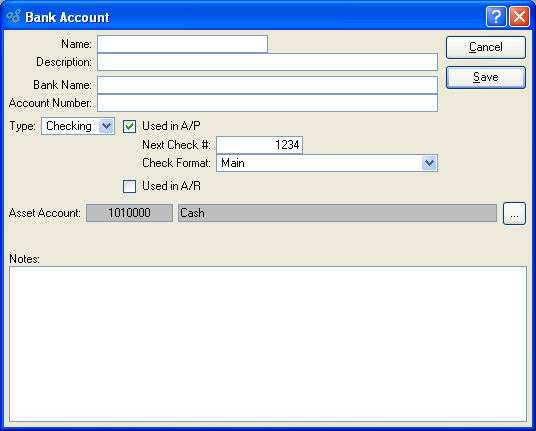 Bank Account
Name:
Cancel
Description:
Save
Bank Name:
Account Number:
Type: Checking Used in A/P
Next Check #: 1234
Check Format: Main
Used in A/R
Asset Account: 1010000 Cash ...
Notes: